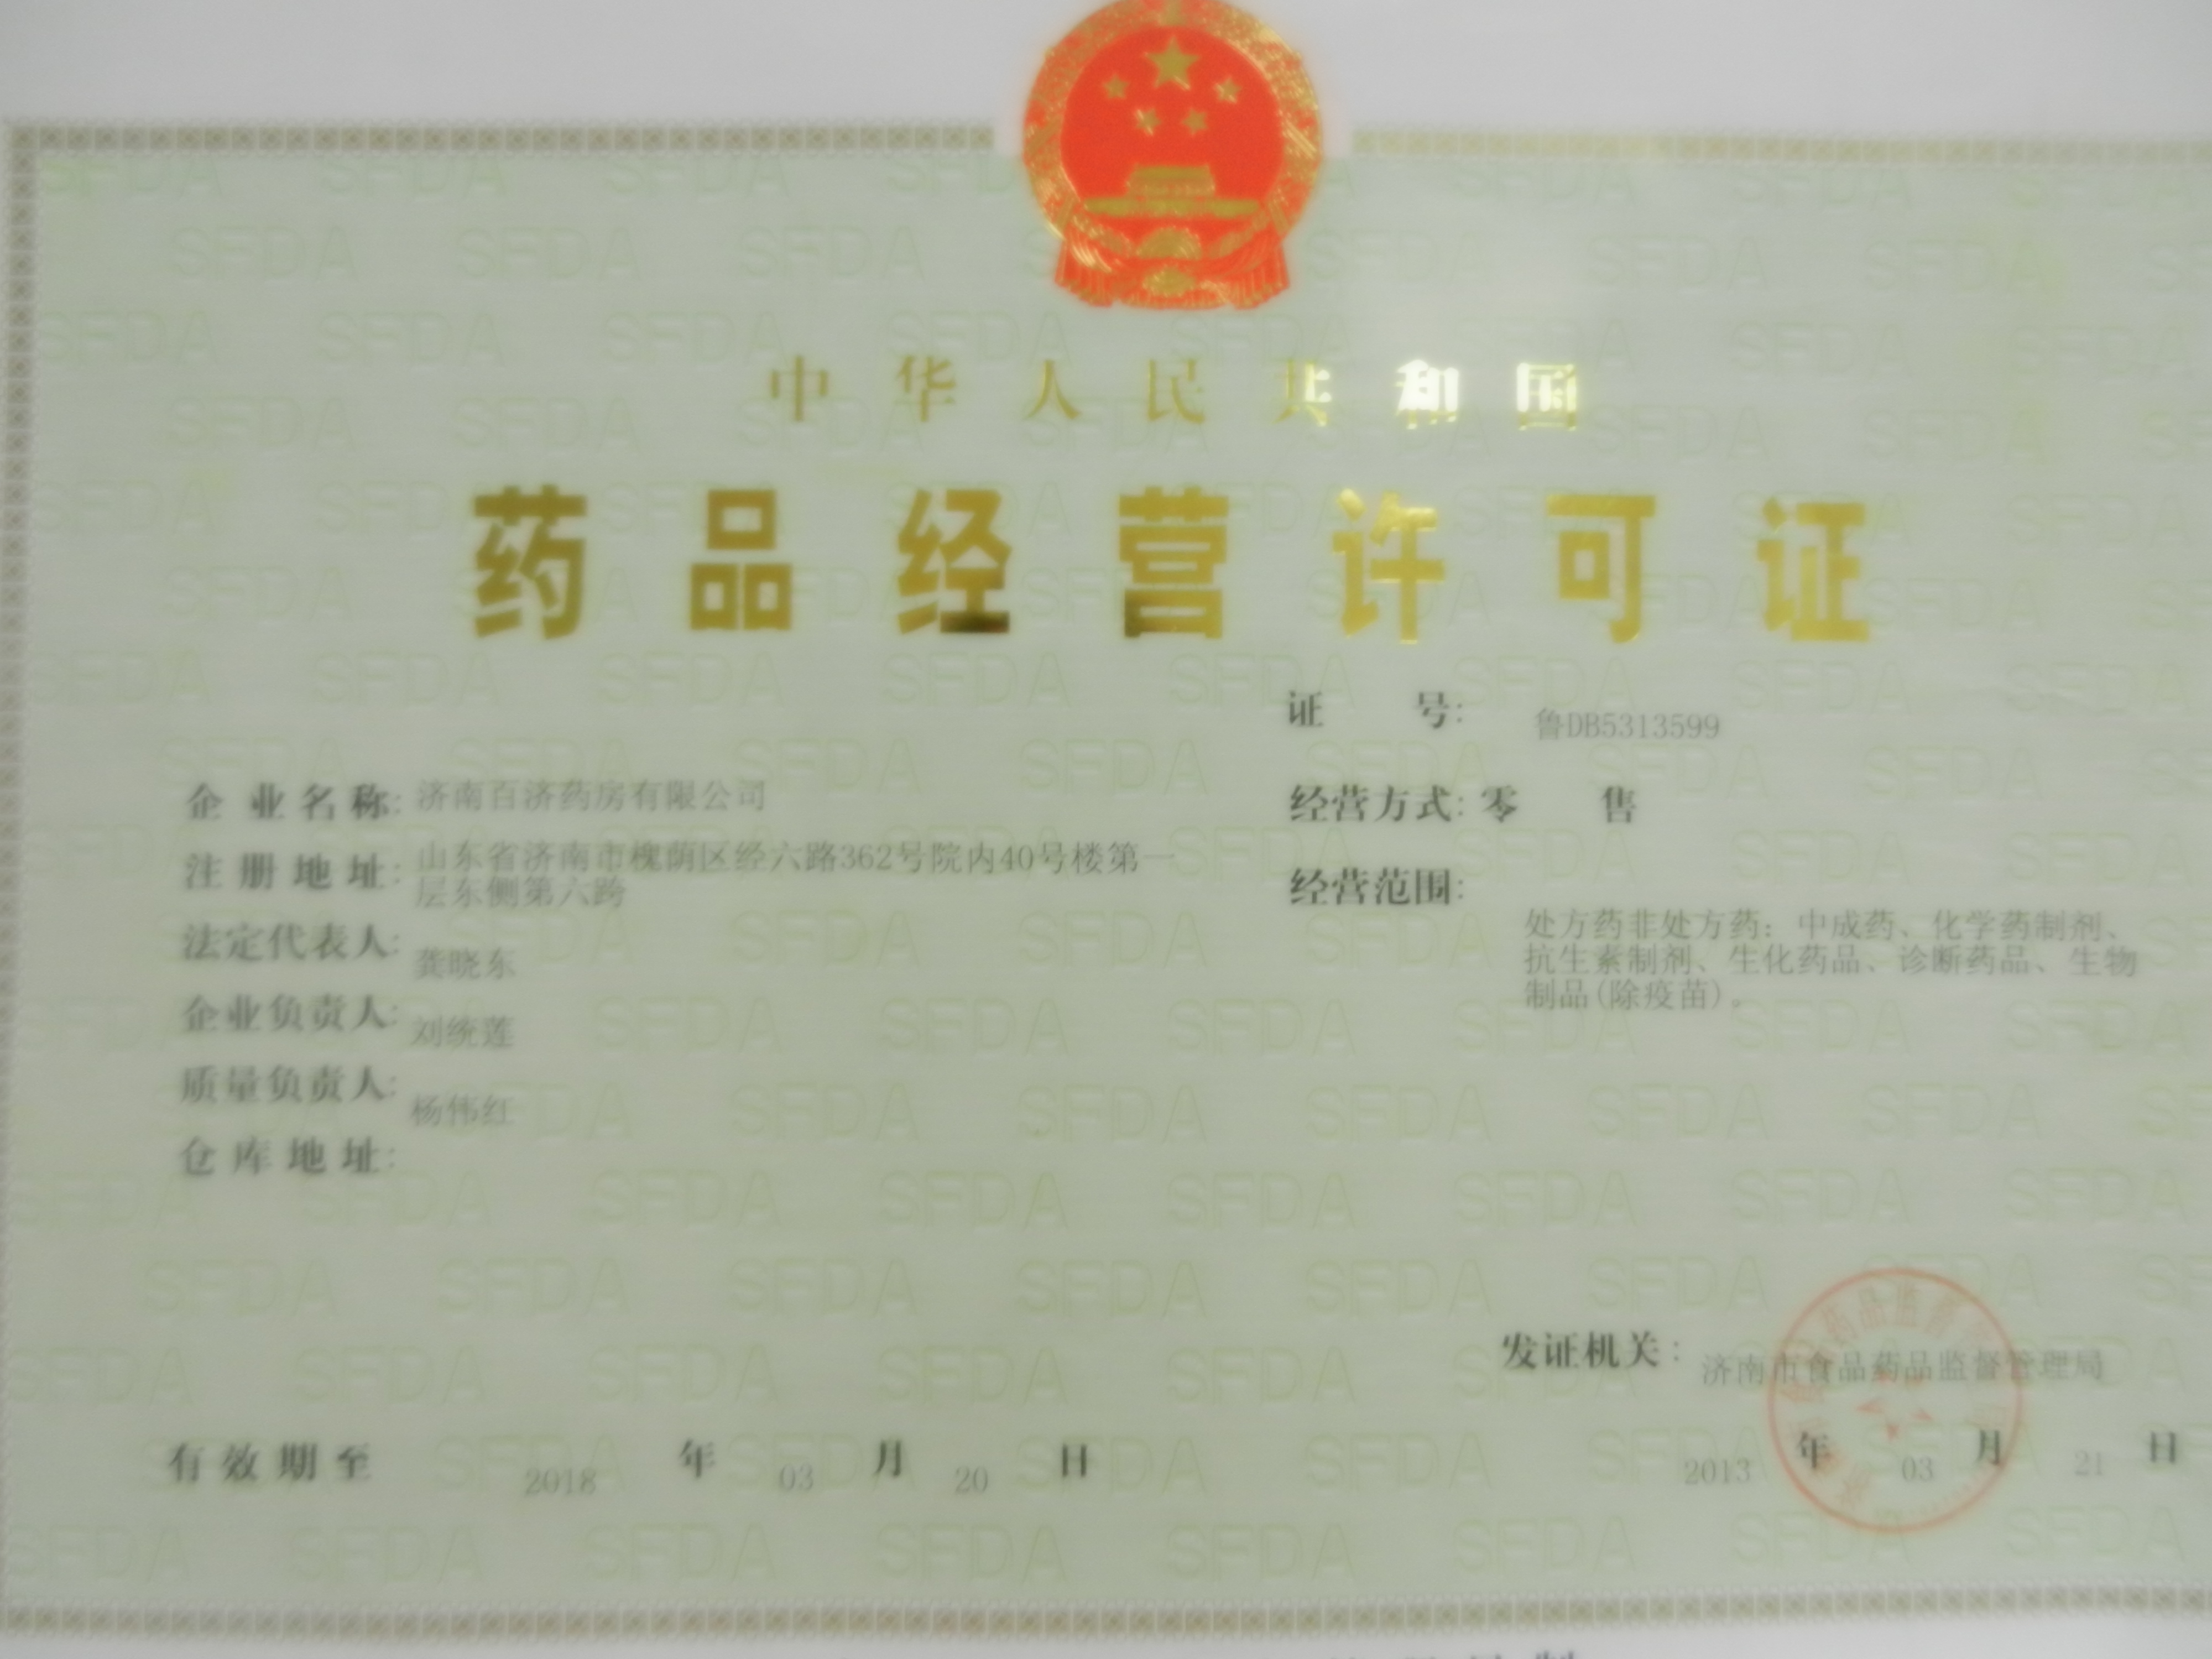 中华人民共和国
药品经营许可证
证 号: 鲁DB5313599
企业名称: 济南百济药房有限公司
经营方式: 零 售
注册地址: 山东省济南市槐荫区经六路362号院内40号楼第一
层东侧第六跨
经营范围:
处方药非处方药：中成药、化学药制剂、
抗生素制剂、生化药品、诊断药品、生物
制品(除疫苗)。
法定代表人: 龚晓东
企业负责人: 刘统莲
质量负责人: 杨伟红
仓库地址:
发证机关: 济南市食品药品监督管理局
有效期至 2018 年 03 月 20 日
2013 年 03 月 21 日